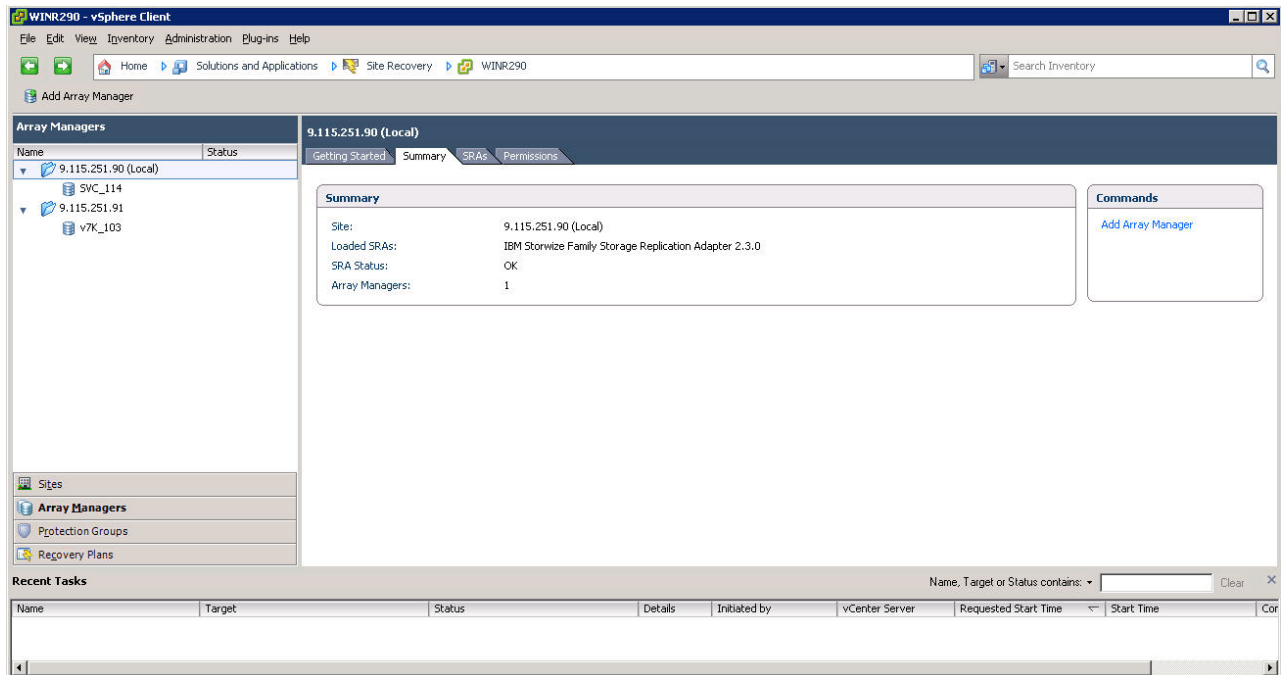 WINR290 - vSphere Client
File Edit View Inventory Administration Plug-ins Help
Home Solutions and Applications Site Recovery WINR290 Search Inventory
Add Array Manager
Array Managers
Name Status
9.115.251.90 (Local)
SVC_114
9.115.251.91
v7K_103
Sites
Array Managers
Protection Groups
Recovery Plans
9.115.251.90 (Local)
Getting Started Summary SRAs Permissions
Summary
Site: 9.115.251.90 (Local)
Loaded SRAs: IBM Storwize Family Storage Replication Adapter 2.3.0
SRA Status: OK
Array Managers: 1
Commands
Add Array Manager
Recent Tasks Name, Target or Status contains: Clear
Name Target Status Details Initiated by vCenter Server Requested Start Time Start Time Cor